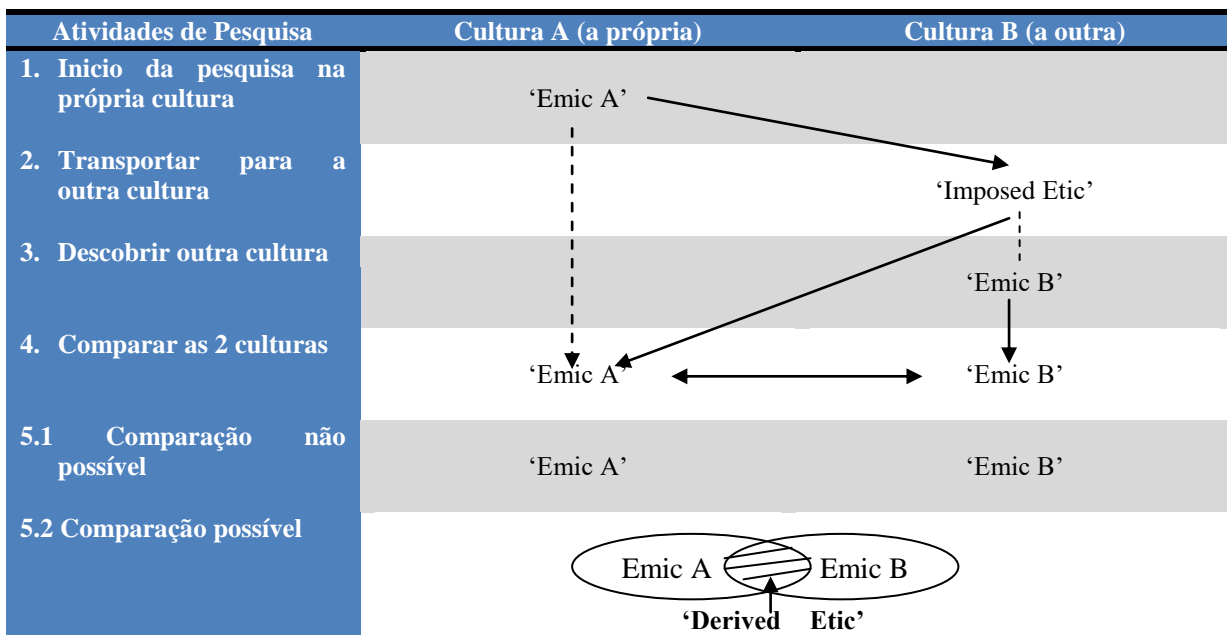 Atividades de Pesquisa Cultura A (a própria) Cultura B (a outra)
1. Inicio da pesquisa na
própria cultura
‘Emic A’
2. Transportar para a
outra cultura
‘Imposed Etic’
3. Descobrir outra cultura
‘Emic B’
4. Comparar as 2 culturas
‘Emic A’ ‘Emic B’
5.1 Comparação não
possível
‘Emic A’ ‘Emic B’
5.2 Comparação possível
Emic A Emic B
‘Derived Etic’